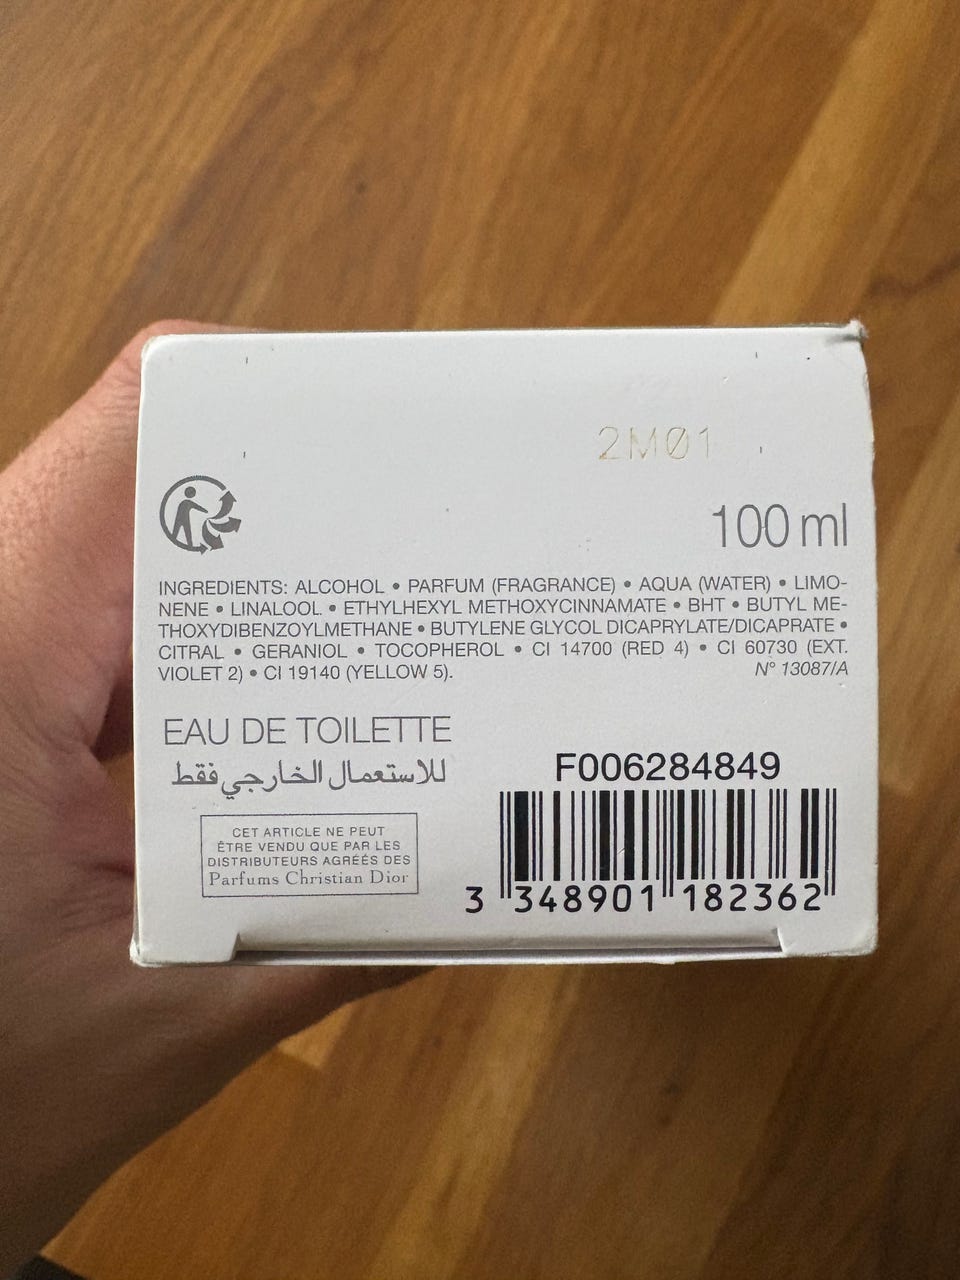 2M01
100 ml
INGREDIENTS: ALCOHOL • PARFUM (FRAGRANCE) • AQUA (WATER) • LIMO-
NENE • LINALOOL • ETHYLHEXYL METHOXYCINNAMATE • BHT • BUTYL ME-
THOXYDIBENZOYLMETHANE • BUTYLENE GLYCOL DICAPRYLATE/DICAPRATE •
CITRAL • GERANIOL • TOCOPHEROL • CI 14700 (RED 4) • CI 60730 (EXT.
VIOLET 2) • CI 19140 (YELLOW 5). N° 13087/A
EAU DE TOILETTE
للاستعمال الخارجي فقط
CET ARTICLE NE PEUT
ÊTRE VENDU QUE PAR LES
DISTRIBUTEURS AGRÉÉS DES
Parfums Christian Dior
F006284849
3 348901 182362